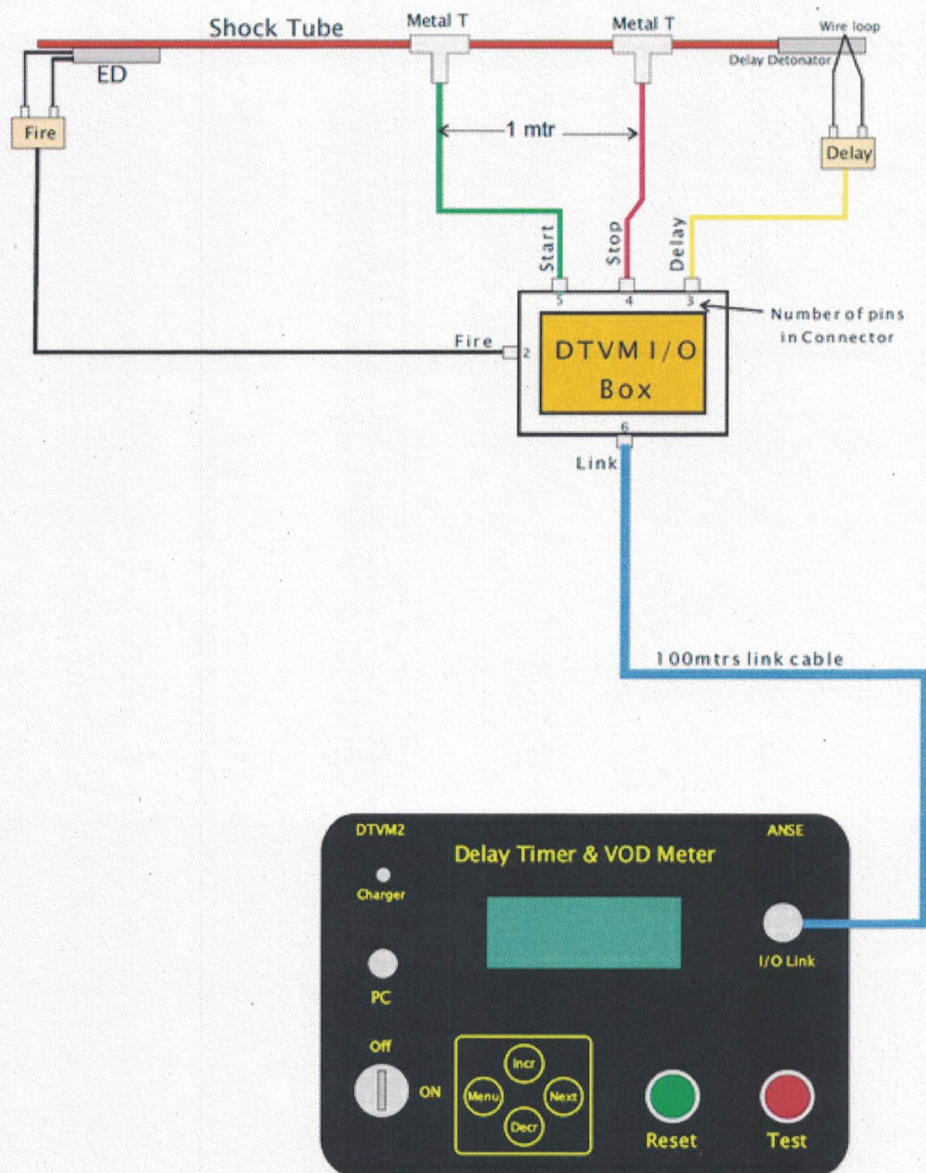 Shock Tube
Metal T
Metal T
Wire loop
ED
Delay Detonator
Fire
1 mtr
Delay
Start
Stop
Delay
5
4
3
Number of pins
in Connector
Fire
2
DTVM I/O
Box
6
Link
100mtrs link cable
DTVM2
ANSE
Delay Timer & VOD Meter
Charger
I/O Link
PC
Off
ON
Incr
Menu
Next
Decr
Reset
Test